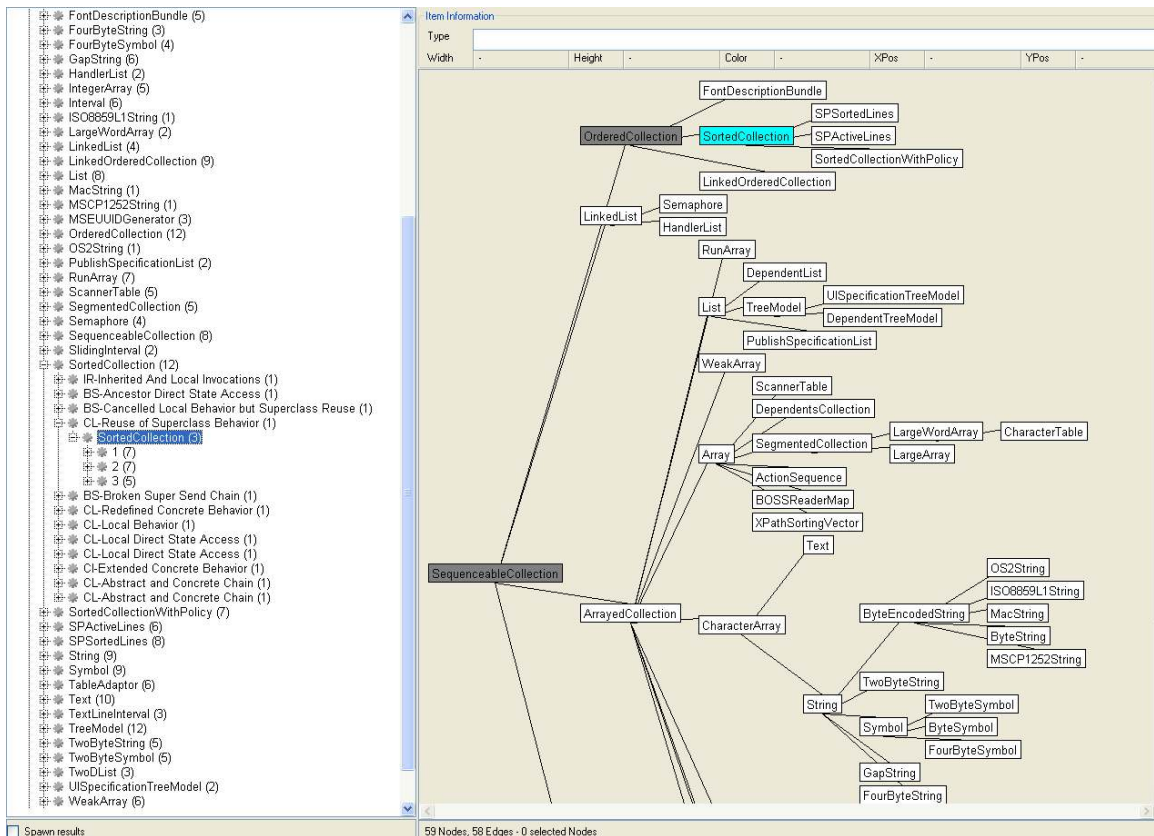 FontDescriptionBundle (5)
FourByteString (3)
FourByteSymbol (4)
GapString (6)
HandlerList (2)
IntegerArray (5)
Interval (6)
ISO8859L1String (1)
LargeWordArray (2)
LinkedList (4)
LinkedOrderedCollection (9)
List (8)
MacString (1)
MSCP1252String (1)
MSEUUIDGenerator (3)
OrderedCollection (12)
OS2String (1)
PublishSpecificationList (2)
RunArray (7)
ScannerTable (5)
SegmentedCollection (5)
Semaphore (4)
SequenceableCollection (8)
SlidingInterval (2)
SortedCollection (12)
IR-Inherited And Local Invocations (1)
BS-Ancestor Direct State Access (1)
BS-Cancelled Local Behavior but Superclass Reuse (1)
CL-Reuse of Superclass Behavior (1)
SortedCollection (3)
1 (7)
2 (7)
3 (5)
BS-Broken Super Send Chain (1)
CL-Redefined Concrete Behavior (1)
CL-Local Behavior (1)
CL-Local Direct State Access (1)
CL-Local Direct State Access (1)
CI-Extended Concrete Behavior (1)
CL-Abstract and Concrete Chain (1)
CL-Abstract and Concrete Chain (1)
SortedCollectionWithPolicy (7)
SPActiveLines (6)
SPSortedLines (8)
String (9)
Symbol (9)
TableAdaptor (6)
Text (10)
TextLineInterval (3)
TreeModel (12)
TwoByteString (5)
TwoByteSymbol (5)
TwoDList (3)
UISpecificationTreeModel (2)
WeakArray (6)
Spawn results
Item Information
Type
Width - Height - Color - XPos - YPos -
FontDescriptionBundle
SPSortedLines
OrderedCollection SortedCollection SPActiveLines
SortedCollectionWithPolicy
LinkedOrderedCollection
Semaphore
LinkedList
HandlerList
RunArray
DependentList
UISpecificationTreeModel
List TreeModel
DependentTreeModel
PublishSpecificationList
WeakArray
ScannerTable
DependentsCollection
LargeWordArray CharacterTable
SegmentedCollection
Array LargeArray
ActionSequence
BOSSReaderMap
XPathSortingVector
Text
OS2String
SequenceableCollection
ISO8859L1String
ArrayedCollection ByteEncodedString MacString
CharacterArray
ByteString
MSCP1252String
TwoByteString
String TwoByteSymbol
Symbol ByteSymbol
FourByteSymbol
GapString
FourByteString
59 Nodes, 58 Edges - 0 selected Nodes